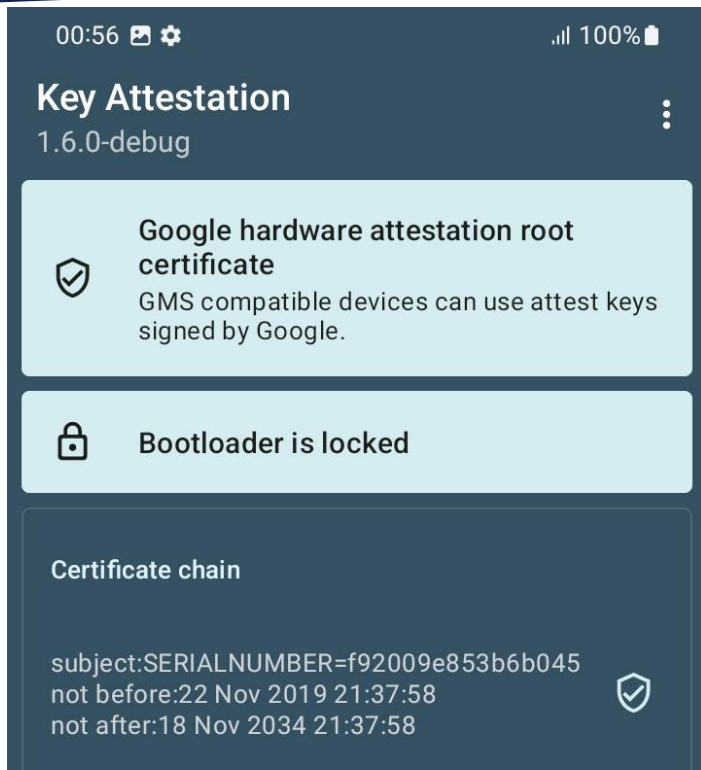 00:56 100%
Key Attestation
1.6.0-debug
Google hardware attestation root
certificate
GMS compatible devices can use attest keys
signed by Google.
Bootloader is locked
Certificate chain
subject:SERIALNUMBER=f92009e853b6b045
not before:22 Nov 2019 21:37:58
not after:18 Nov 2034 21:37:58